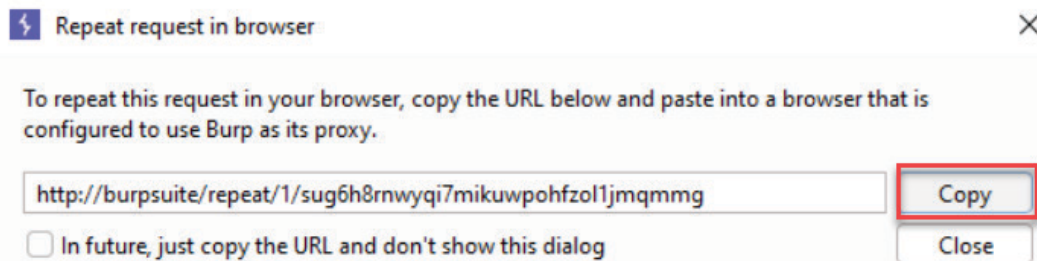 Repeat request in browser
To repeat this request in your browser, copy the URL below and paste into a browser that is
configured to use Burp as its proxy.
http://burpsuite/repeat/1/sug6h8rnwyqi7mikuwpohfzol1jmqmmg
Copy
In future, just copy the URL and don't show this dialog
Close